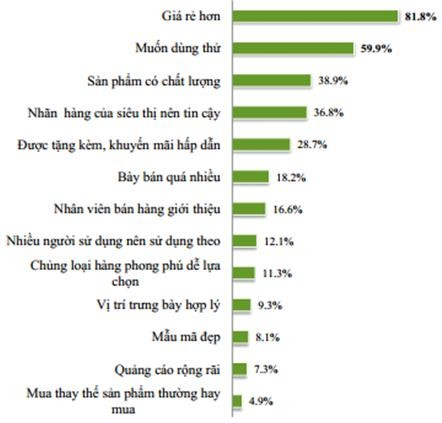 Giá rẻ hơn 81.8%
Muốn dùng thử 59.9%
Sản phẩm có chất lượng 38.9%
Nhãn hàng của siêu thị nên tin cậy 36.8%
Được tặng kèm, khuyến mãi hấp dẫn 28.7%
Bày bán quá nhiều 18.2%
Nhân viên bán hàng giới thiệu 16.6%
Nhiều người sử dụng nên sử dụng theo 12.1%
Chủng loại hàng phong phú dễ lựa
chọn 11.3%
Vị trí trưng bày hợp lý 9.3%
Mẫu mã đẹp 8.1%
Quảng cáo rộng rãi 7.3%
Mua thay thế sản phẩm thường hay
mua 4.9%